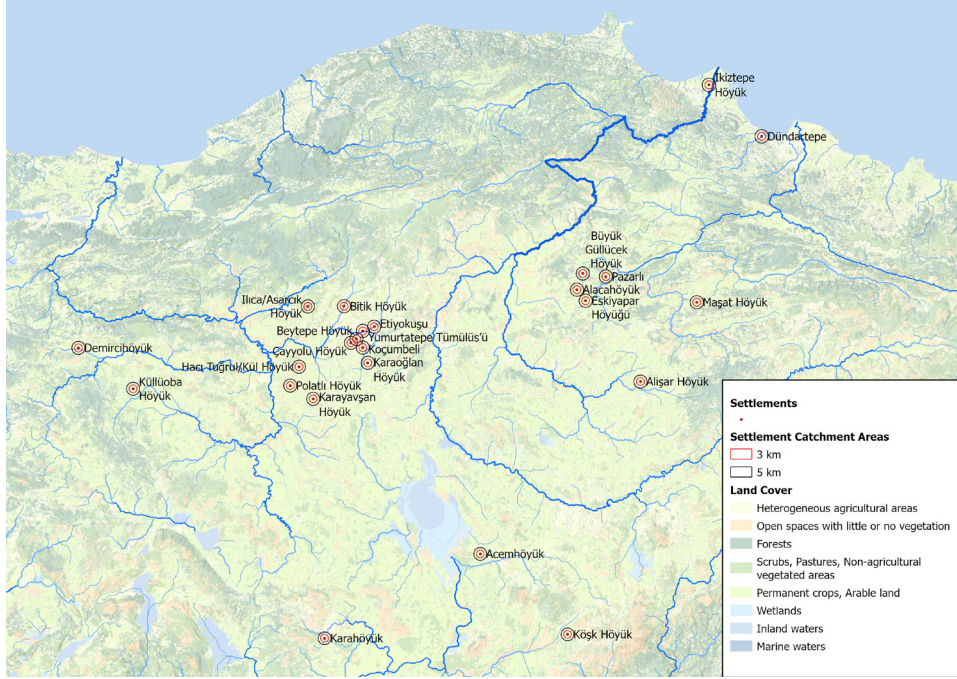 İkiztepe
Höyük
Dündartepe
Büyük
Güllücek
Höyük
Pazarlı
Alacahöyük
Eskiyapar
Höyüğü
Maşat Höyük
Ilıca/Asarcık
Höyük
Bitik Höyük
Etiyokuşu
Beytepe Höyük
Yumurtatepe Tümülüs'ü
Çayyolu Höyük
Koçumbeli
Demircihöyük
Karaoğlan
Höyük
Hacı Tuğrul/Kül Höyük
Küllüoba
Höyük
Polatlı Höyük
Karayavşan
Höyük
Alişar Höyük
Acemhöyük
Karahöyük
Köşk Höyük
Settlements
Settlement Catchment Areas
3 km
5 km
Land Cover
Heterogeneous agricultural areas
Open spaces with little or no vegetation
Forests
Scrubs, Pastures, Non-agricultural
vegetated areas
Permanent crops, Arable land
Wetlands
Inland waters
Marine waters